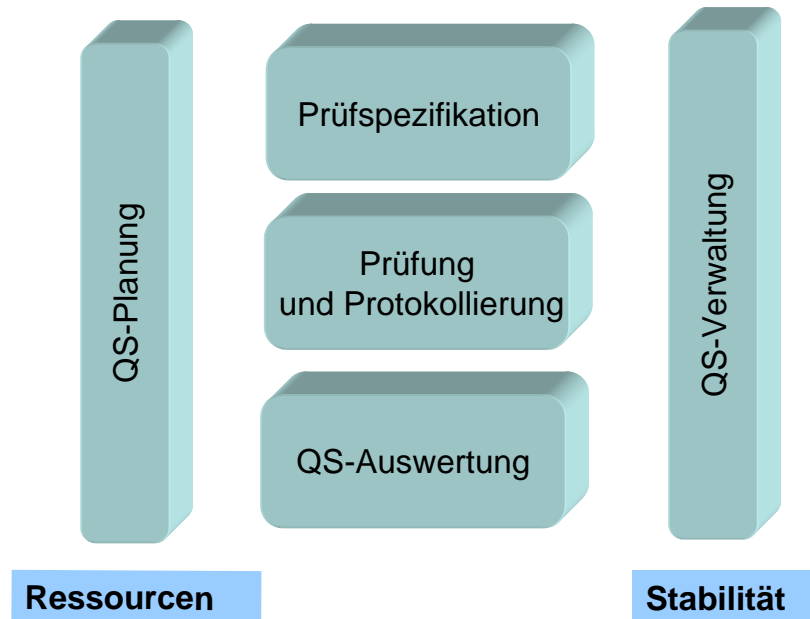 QS-Planung
Prüfspezifikation
Prüfung
und Protokollierung
QS-Auswertung
QS-Verwaltung
Ressourcen
Stabilität